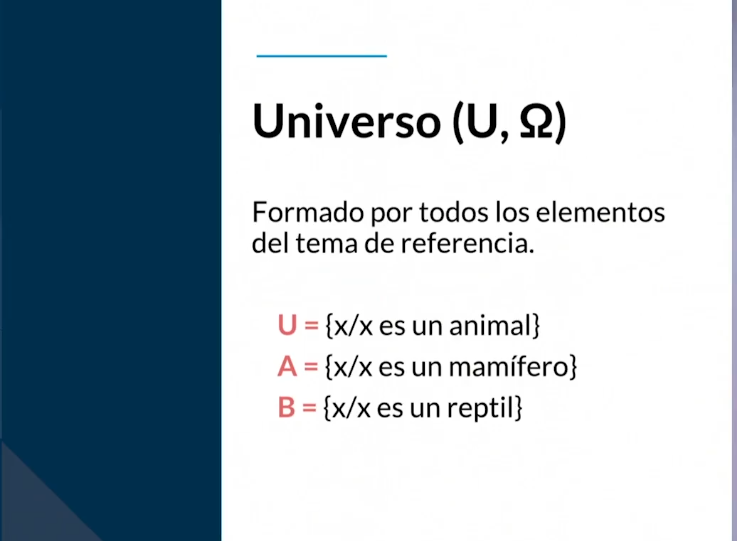 Universo (U, Ω)
Formado por todos los elementos
del tema de referencia.
U = {x/x es un animal}
A = {x/x es un mamífero}
B = {x/x es un reptil}